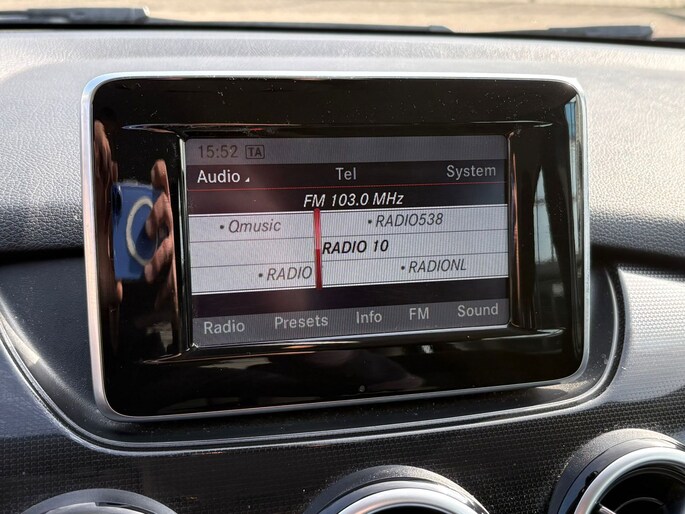 15:52 TA
Audio Tel System
FM 103.0 MHz
• Qmusic • RADIO538
RADIO 10
• RADIO • RADIONL
Radio Presets Info FM Sound